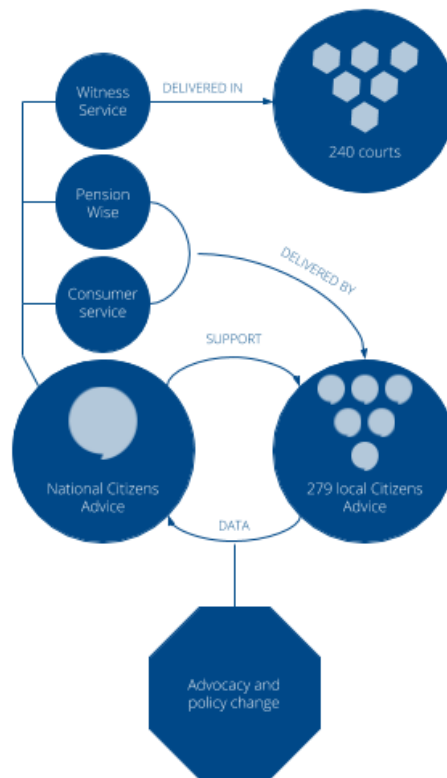 Witness
Service
DELIVERED IN
240 courts
Pension
Wise
Consumer
service
DELIVERED BY
SUPPORT
National Citizens
Advice
279 local Citizens
Advice
DATA
Advocacy and
policy change